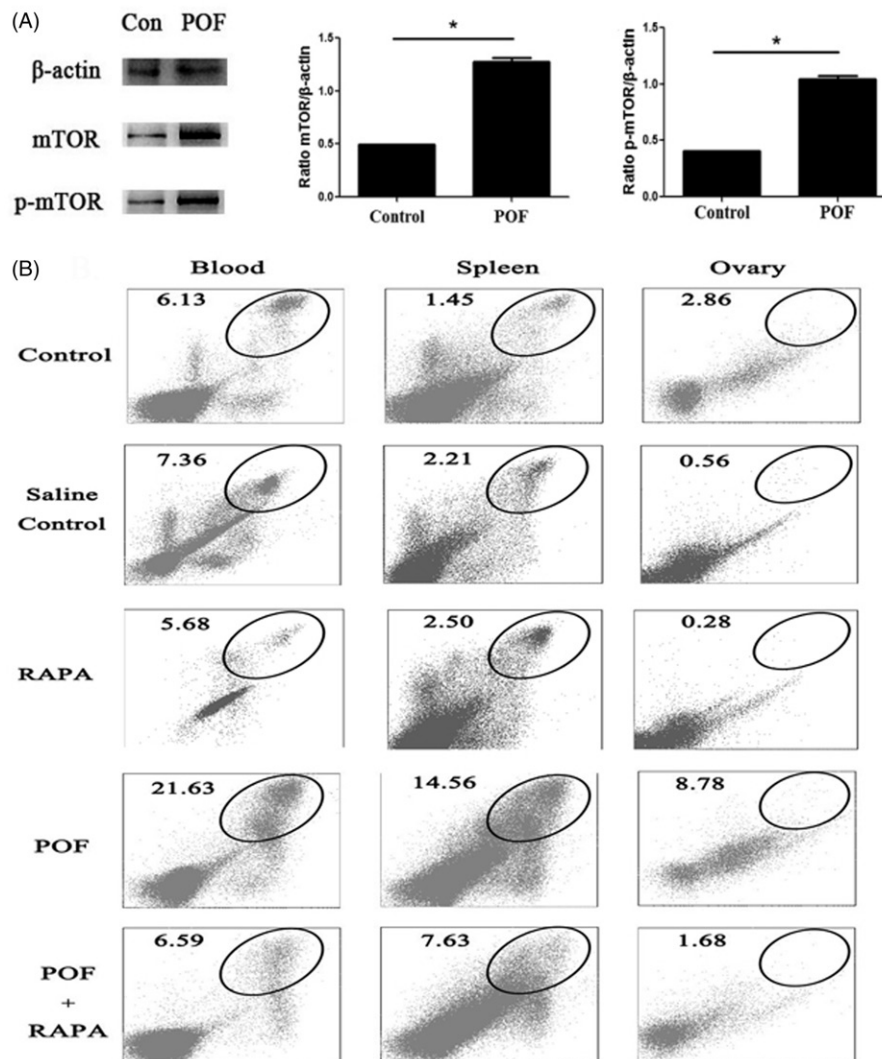 (A)
Con POF
β-actin
mTOR
p-mTOR
*
Ratio mTOR/β-actin
1.5
1.0
0.5
0.0
Control POF
*
Ratio p-mTOR/β-actin
1.5
1.0
0.5
0.0
Control POF
(B)
Blood Spleen Ovary
Control
6.13 1.45 2.86
Saline
Control
7.36 2.21 0.56
RAPA
5.68 2.50 0.28
POF
21.63 14.56 8.78
POF
+
RAPA
6.59 7.63 1.68